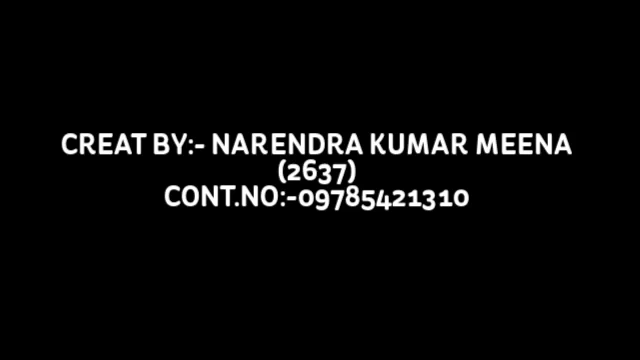 CREAT BY:- NARENDRA KUMAR MEENA
(2637)
CONT.NO:-09785421310